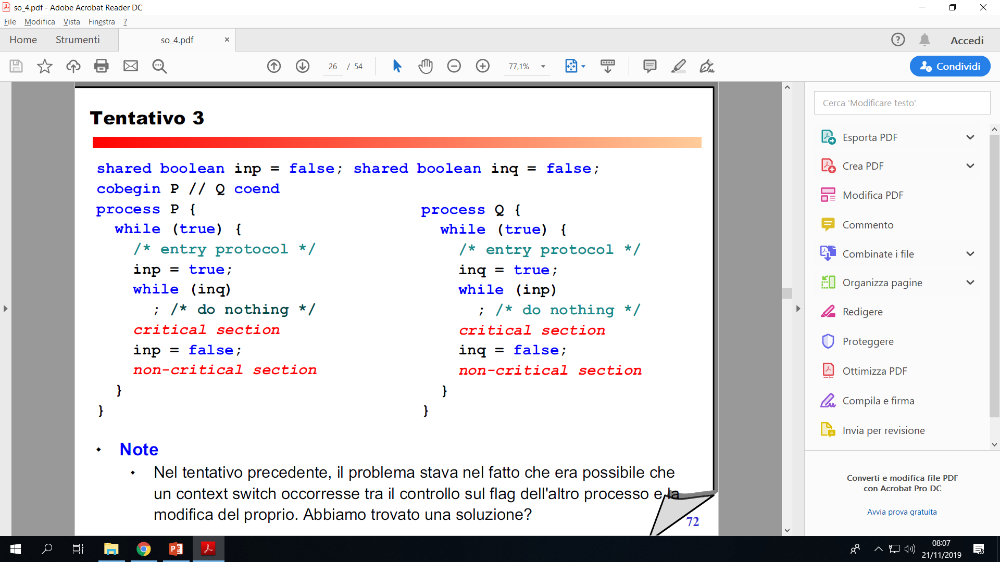 so_4.pdf - Adobe Acrobat Reader DC
File Modifica Vista Finestra ?
Home Strumenti so_4.pdf × Accedi
26 / 54 77,1% Condividi
Tentativo 3
shared boolean inp = false; shared boolean inq = false;
cobegin P // Q coend
process P {
while (true) {
/* entry protocol */
inp = true;
while (inq)
; /* do nothing */
critical section
inp = false;
non-critical section
}
}
process Q {
while (true) {
/* entry protocol */
inq = true;
while (inp)
; /* do nothing */
critical section
inq = false;
non-critical section
}
}
Note
Nel tentativo precedente, il problema stava nel fatto che era possibile che
un context switch occorresse tra il controllo sul flag dell'altro processo e la
modifica del proprio. Abbiamo trovato una soluzione?
72
Cerca 'Modificare testo'
Esporta PDF
Crea PDF
Modifica PDF
Commento
Combinate i file
Organizza pagine
Redigere
Proteggere
Ottimizza PDF
Compila e firma
Invia per revisione
Converti e modifica file PDF
con Acrobat Pro DC
Avvia prova gratuita
08:07
21/11/2019